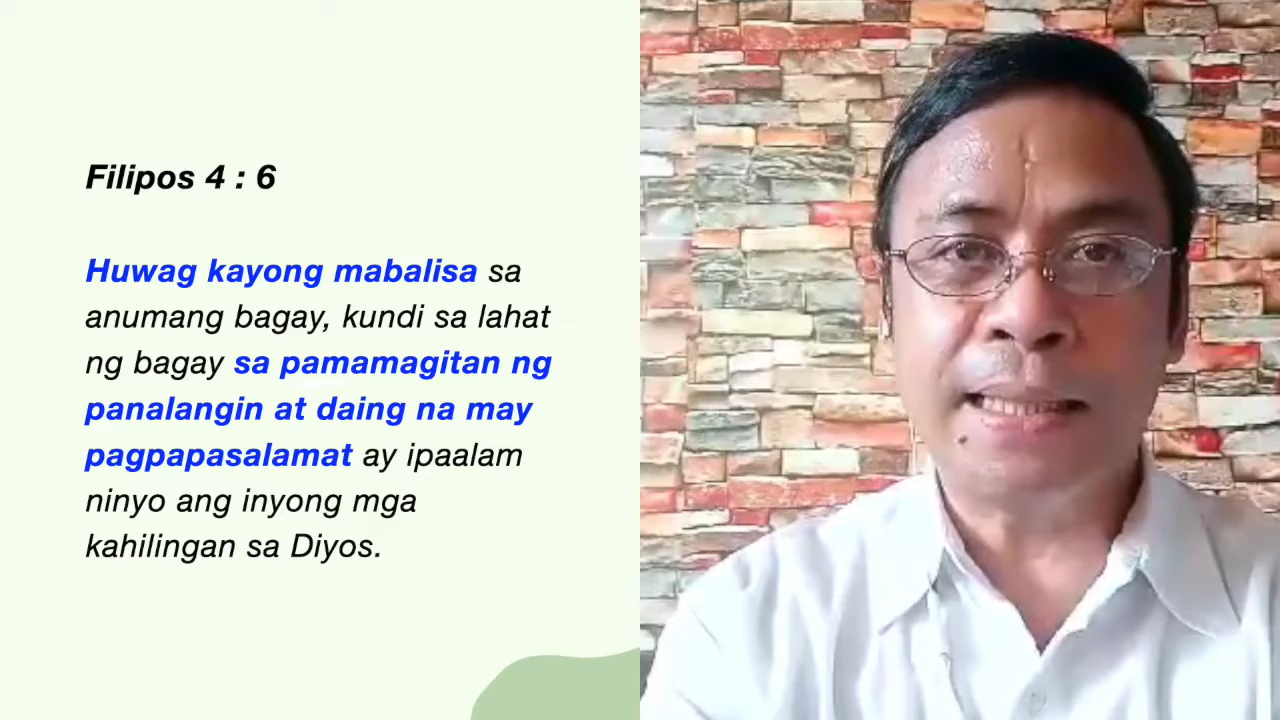 Filipos 4 : 6
Huwag kayong mabalisa sa
anumang bagay, kundi sa lahat
ng bagay sa pamamagitan ng
panalangin at daing na may
pagpapasalamat ay ipaalam
ninyo ang inyong mga
kahilingan sa Diyos.